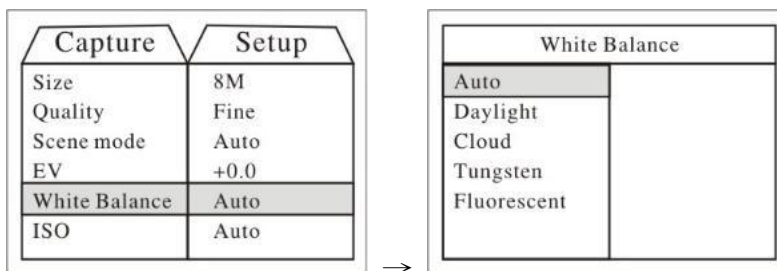 Capture Setup
Size 8M
Quality Fine
Scene mode Auto
EV +0.0
White Balance Auto
ISO Auto
→
White Balance
Auto
Daylight
Cloud
Tungsten
Fluorescent